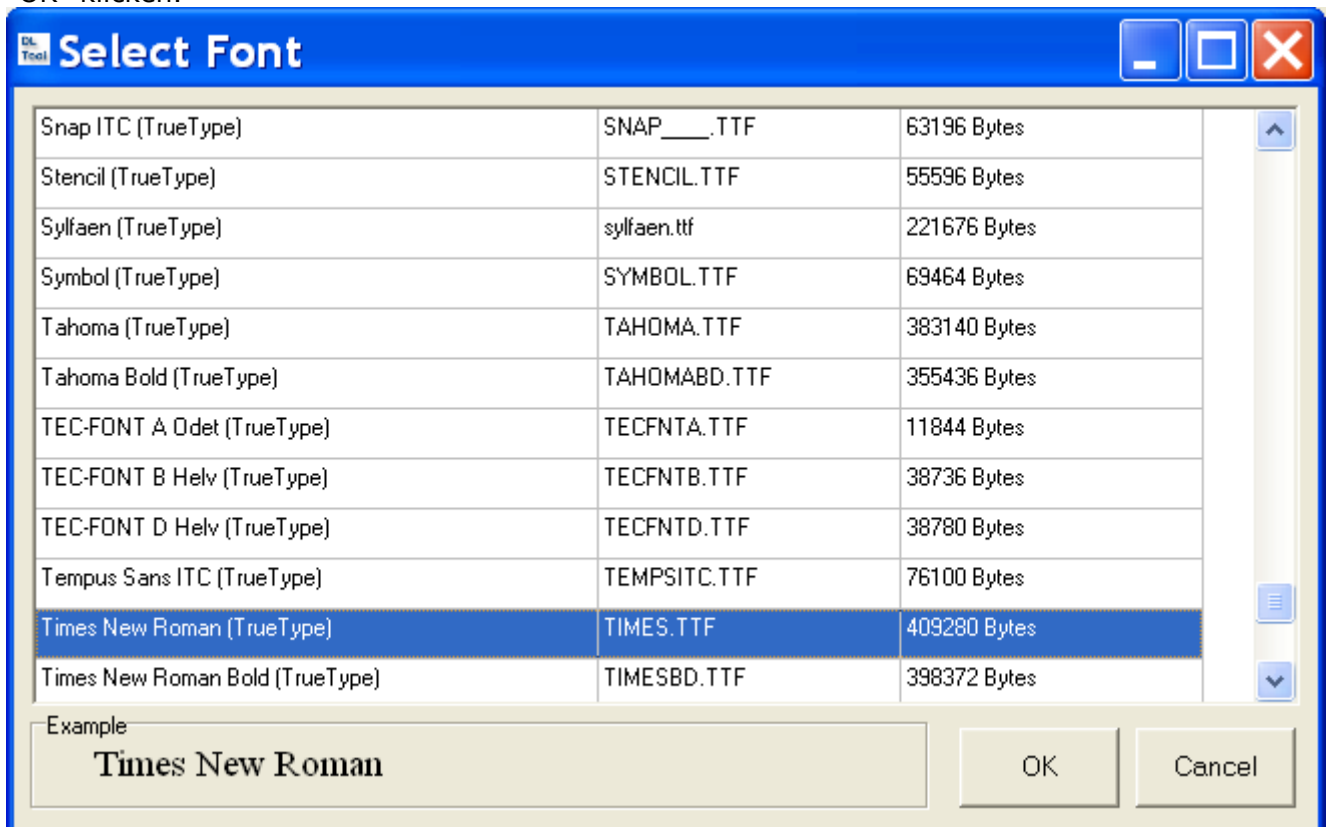 "OK" klicken.
DL Tool Select Font
Snap ITC (TrueType) SNAP____.TTF 63196 Bytes
Stencil (TrueType) STENCIL.TTF 55596 Bytes
Sylfaen (TrueType) sylfaen.ttf 221676 Bytes
Symbol (TrueType) SYMBOL.TTF 69464 Bytes
Tahoma (TrueType) TAHOMA.TTF 383140 Bytes
Tahoma Bold (TrueType) TAHOMABD.TTF 355436 Bytes
TEC-FONT A Odet (TrueType) TECFNTA.TTF 11844 Bytes
TEC-FONT B Helv (TrueType) TECFNTB.TTF 38736 Bytes
TEC-FONT D Helv (TrueType) TECFNTD.TTF 38780 Bytes
Tempus Sans ITC (TrueType) TEMPSITC.TTF 76100 Bytes
Times New Roman (TrueType) TIMES.TTF 409280 Bytes
Times New Roman Bold (TrueType) TIMESBD.TTF 398372 Bytes
Example
Times New Roman OK Cancel